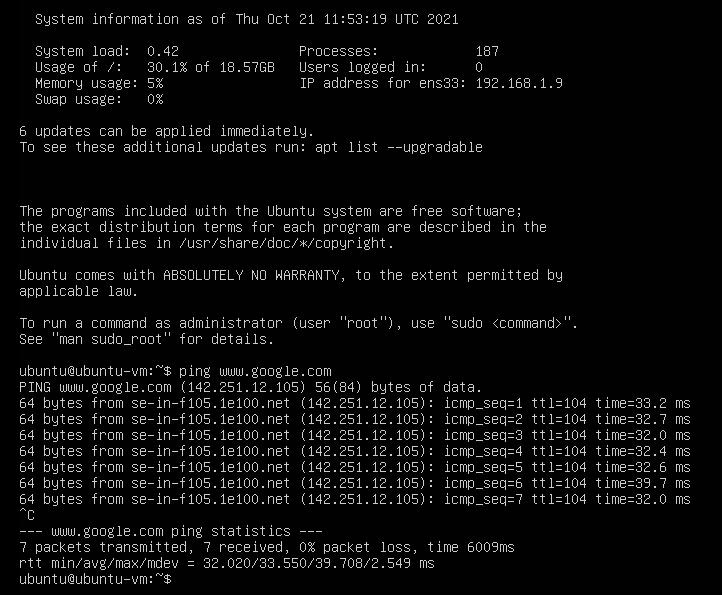 System information as of Thu Oct 21 11:53:19 UTC 2021
System load:  0.42               Processes:             187
Usage of /:   30.1% of 18.57GB   Users logged in:       0
Memory usage: 5%                 IP address for ens33: 192.168.1.9
Swap usage:   0%
6 updates can be applied immediately.
To see these additional updates run: apt list --upgradable
The programs included with the Ubuntu system are free software;
the exact distribution terms for each program are described in the
individual files in /usr/share/doc/*/copyright.
Ubuntu comes with ABSOLUTELY NO WARRANTY, to the extent permitted by
applicable law.
To run a command as administrator (user "root"), use "sudo <command>".
See "man sudo_root" for details.
ubuntu@ubuntu-vm:~$ ping www.google.com
PING www.google.com (142.251.12.105) 56(84) bytes of data.
64 bytes from se-in-f105.1e100.net (142.251.12.105): icmp_seq=1 ttl=104 time=33.2 ms
64 bytes from se-in-f105.1e100.net (142.251.12.105): icmp_seq=2 ttl=104 time=32.7 ms
64 bytes from se-in-f105.1e100.net (142.251.12.105): icmp_seq=3 ttl=104 time=32.0 ms
64 bytes from se-in-f105.1e100.net (142.251.12.105): icmp_seq=4 ttl=104 time=32.4 ms
64 bytes from se-in-f105.1e100.net (142.251.12.105): icmp_seq=5 ttl=104 time=32.6 ms
64 bytes from se-in-f105.1e100.net (142.251.12.105): icmp_seq=6 ttl=104 time=39.7 ms
64 bytes from se-in-f105.1e100.net (142.251.12.105): icmp_seq=7 ttl=104 time=32.0 ms
^C
--- www.google.com ping statistics ---
7 packets transmitted, 7 received, 0% packet loss, time 6009ms
rtt min/avg/max/mdev = 32.020/33.550/39.708/2.549 ms
ubuntu@ubuntu-vm:~$